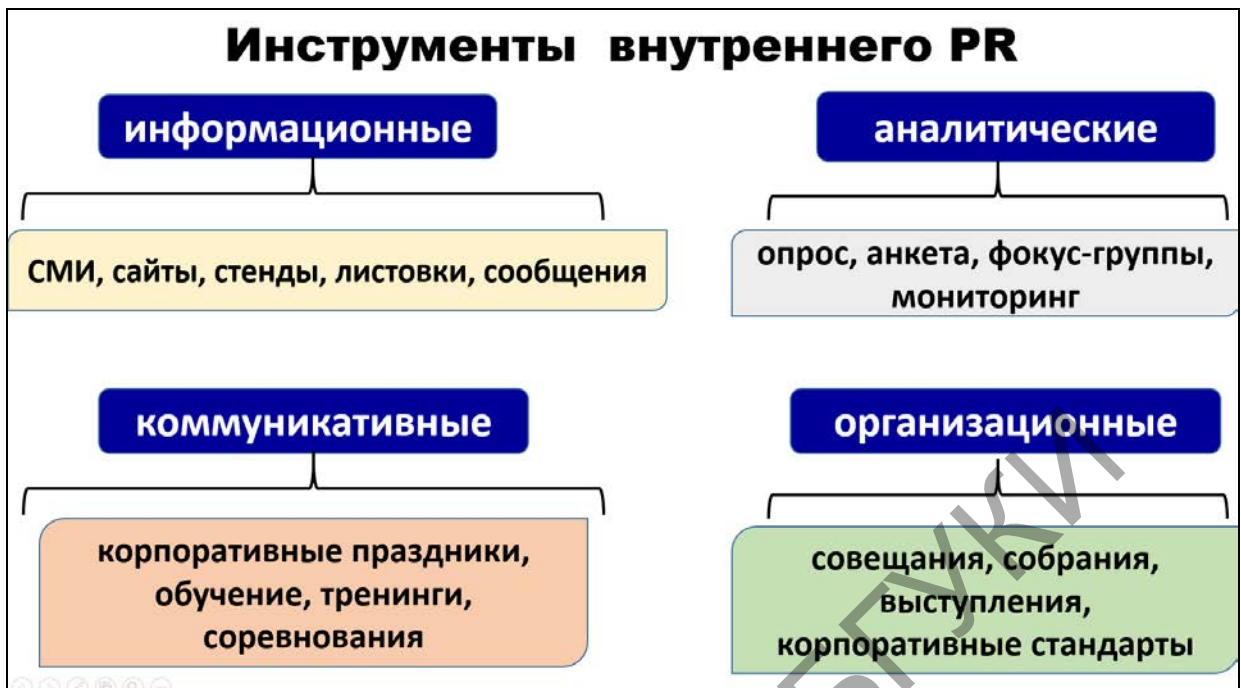 Инструменты внутреннего PR
информационные
СМИ, сайты, стенды, листовки, сообщения
аналитические
опрос, анкета, фокус-группы,
мониторинг
коммуникативные
корпоративные праздники,
обучение, тренинги,
соревнования
организационные
совещания, собрания,
выступления,
корпоративные стандарты
БГУКИ